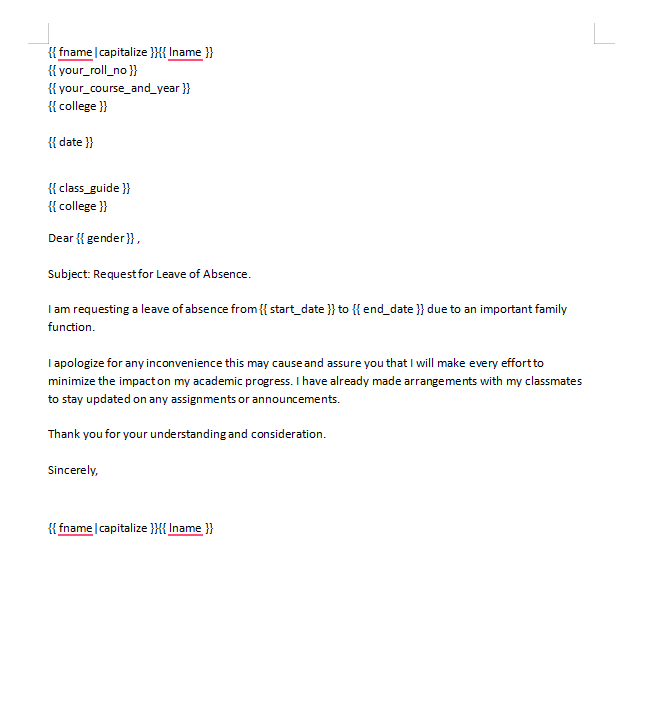 {{ fname|capitalize }}{{ lname }}
{{ your_roll_no }}
{{ your_course_and_year }}
{{ college }}
{{ date }}
{{ class_guide }}
{{ college }}
Dear {{ gender }} ,
Subject: Request for Leave of Absence.
I am requesting a leave of absence from {{ start_date }} to {{ end_date }} due to an important family
function.
I apologize for any inconvenience this may cause and assure you that I will make every effort to
minimize the impact on my academic progress. I have already made arrangements with my classmates
to stay updated on any assignments or announcements.
Thank you for your understanding and consideration.
Sincerely,
{{ fname|capitalize }}{{ lname }}